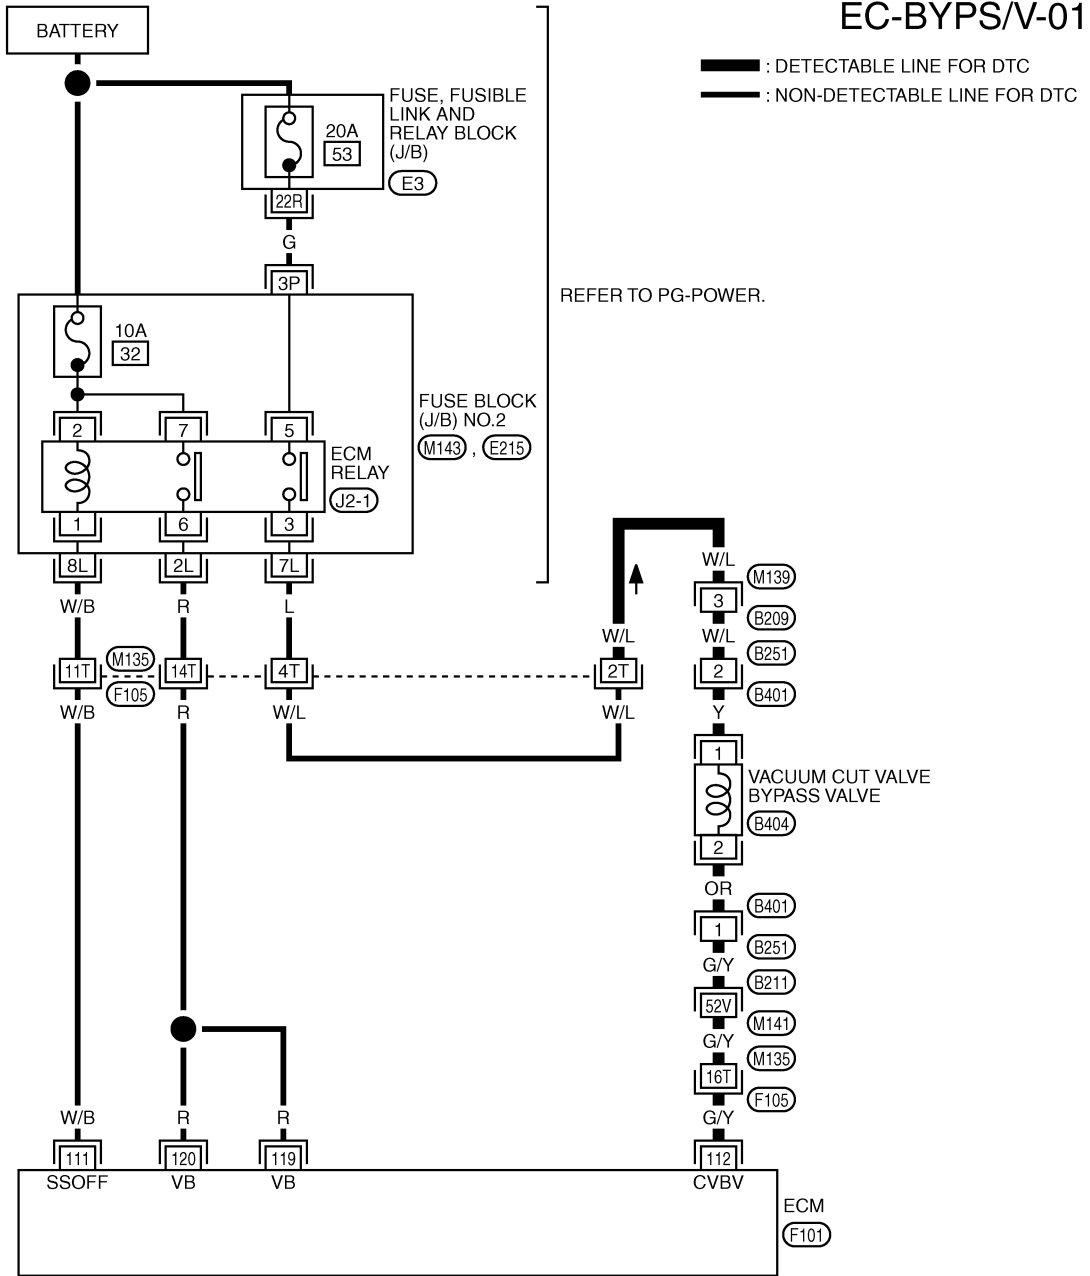 EC-BYPS/V-01
BATTERY
: DETECTABLE LINE FOR DTC
: NON-DETECTABLE LINE FOR DTC
FUSE, FUSIBLE
LINK AND
RELAY BLOCK
(J/B)
20A
53
E3
22R
G
3P
REFER TO PG-POWER.
10A
32
FUSE BLOCK
(J/B) NO.2
M143 , E215
2 7 5
ECM
RELAY
J2-1
1 6 3
8L 2L 7L
W/L
M139
3
B209
W/B R L
W/L W/L
B251
M135
11T 14T 4T 2T 2
F105
B401
W/B R W/L W/L Y
1
VACUUM CUT VALVE
BYPASS VALVE
B404
2
OR
B401
1
B251
G/Y
B211
52V
M141
G/Y
M135
16T
F105
W/B R R G/Y
111 120 119 112
SSOFF VB VB CVBV
ECM
F101